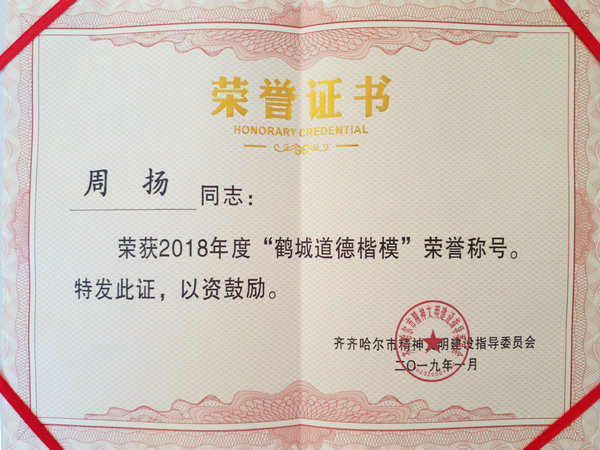 荣誉证书
HONORARY CREDENTIAL
周 扬 同志：
荣获2018年度“鹤城道德楷模”荣誉称号。
特发此证，以资鼓励。
齐齐哈尔市精神文明建设指导委员会
二〇一九年一月